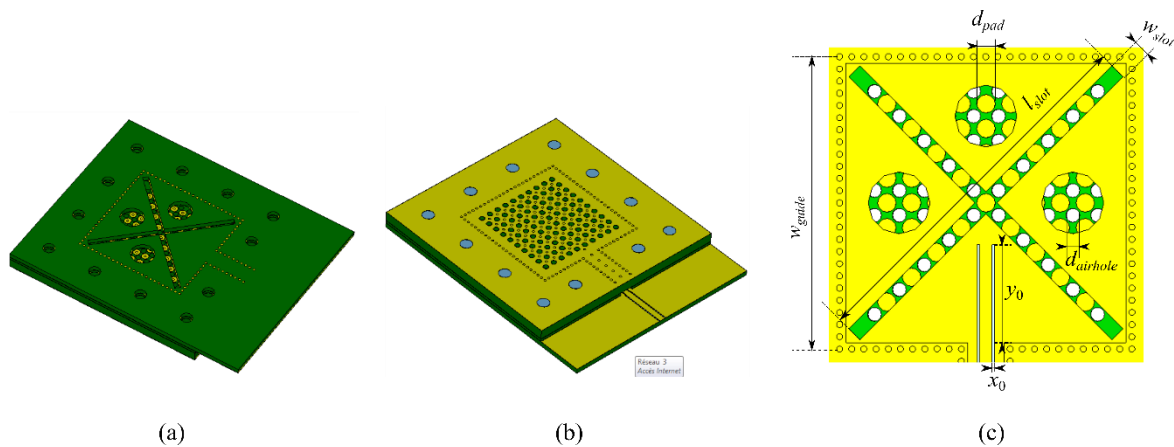 d_pad
w_slot
l_slot
w_guide
d_airhole
y_0
x_0
Réseau 3
Accès Internet
(a)
(b)
(c)